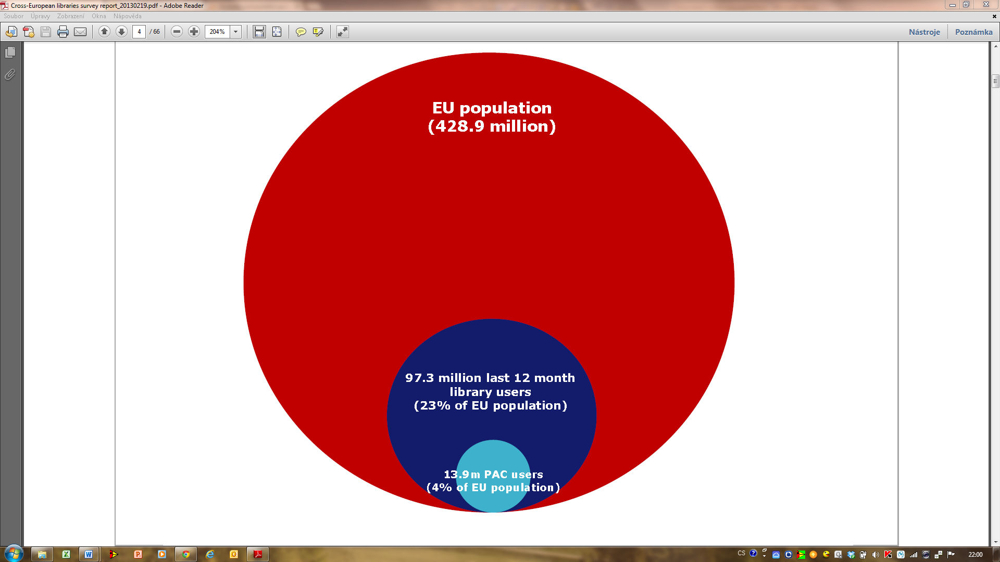 Cross-European libraries survey report_20130219.pdf - Adobe Reader
Soubor Úpravy Zobrazení Okna Nápověda
4 / 66 204% Nástroje Poznámka
EU population
(428.9 million)
97.3 million last 12 month
library users
(23% of EU population)
13.9m PAC users
(4% of EU population)
CS 22:00